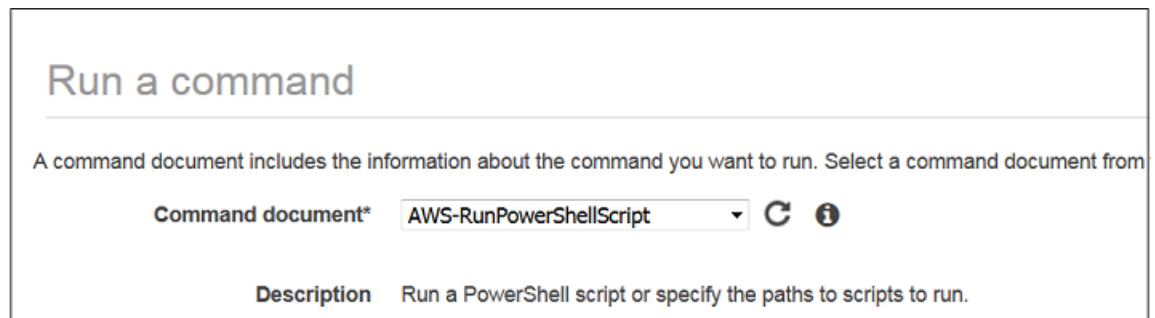 Run a command
A command document includes the information about the command you want to run. Select a command document from
Command document* AWS-RunPowerShellScript
Description Run a PowerShell script or specify the paths to scripts to run.